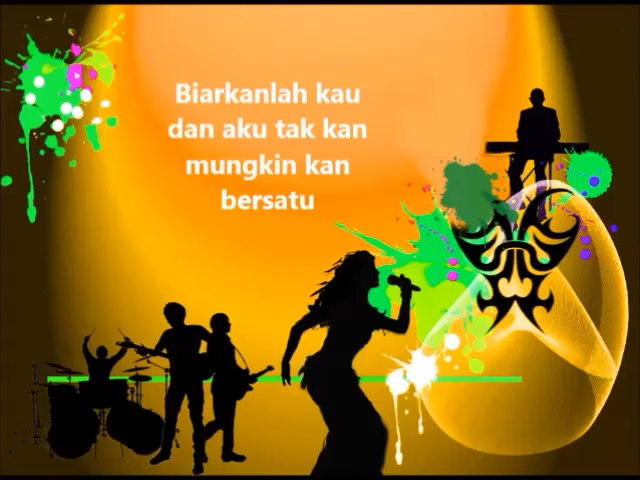 Biarkanlah kau
dan aku tak kan
mungkin kan
bersatu